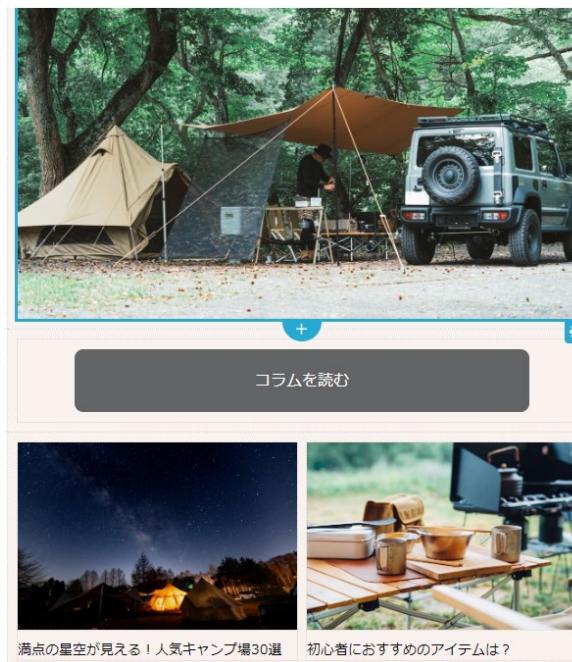 コラムを読む
満点の星空が見える！人気キャンプ場30選
初心者におすすめのアイテムは？